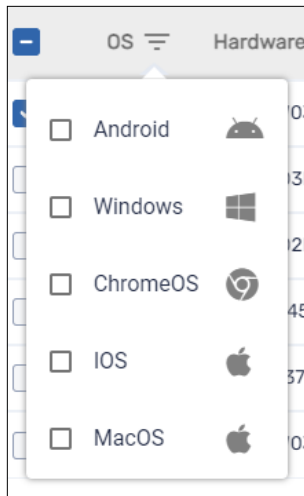 OS Hardware
Android
Windows
ChromeOS
IOS
MacOS